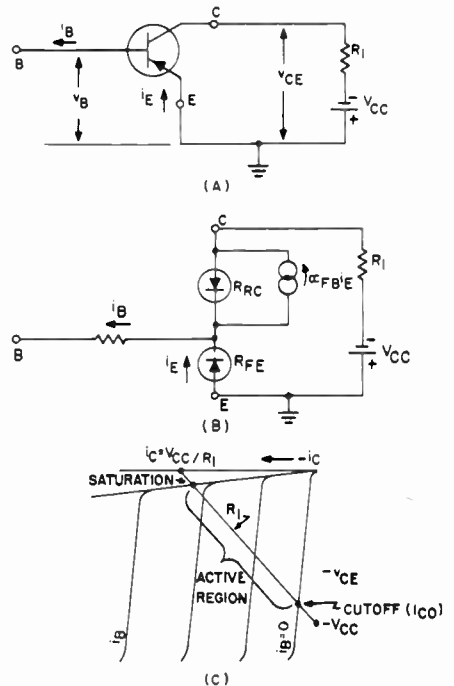 C
iB
B
R1
vCE
vB
iE
E
- VCC
+
(A)
C
R1
RRC
αFBiE
iB
B
iE
RFE
- VCC
+
E
(B)
iC=VCC/R1
-iC
SATURATION
R1
ACTIVE REGION
-vCE
CUTOFF (ICO)
-VCC
iB
iB=0
(C)